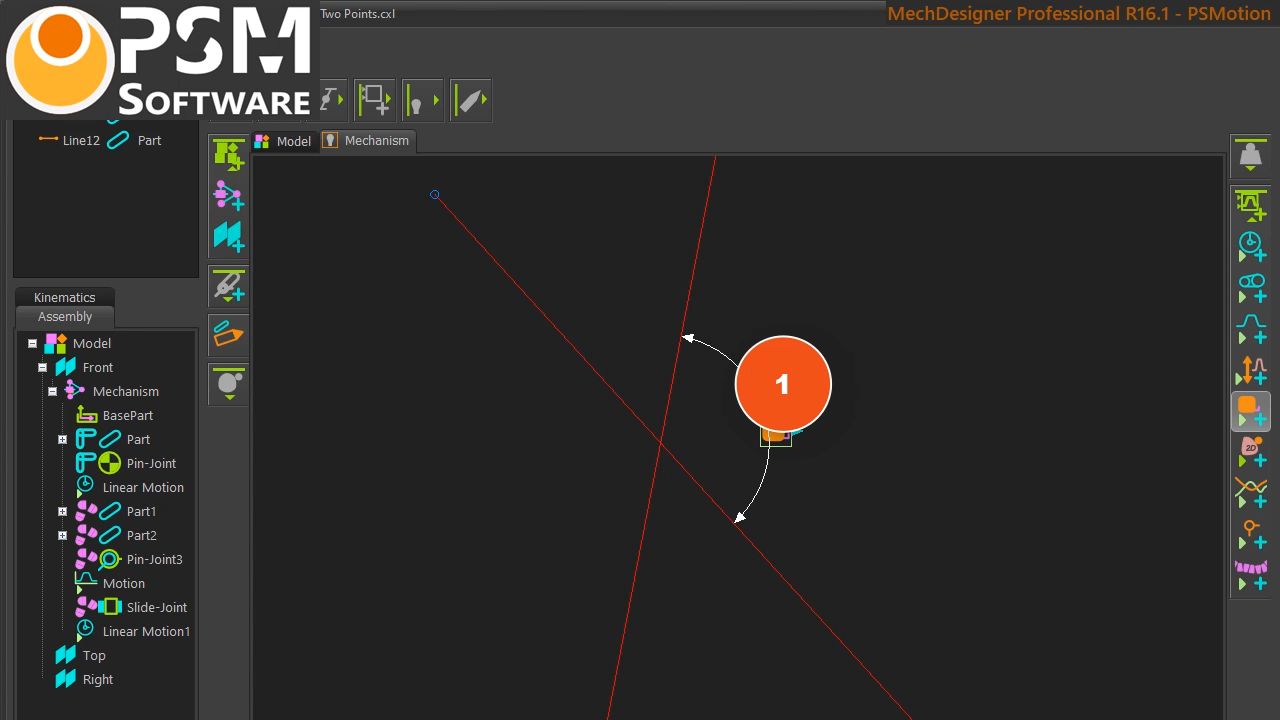 PSM
SOFTWARE
Two Points.cxl
MechDesigner Professional R16.1 - PSMotion
Line12 Part
Model Mechanism
Kinematics
Assembly
Model
Front
Mechanism
BasePart
Part
Pin-Joint
Linear Motion
Part1
Part2
Pin-Joint3
Motion
Slide-Joint
Linear Motion1
Top
Right
1
2D